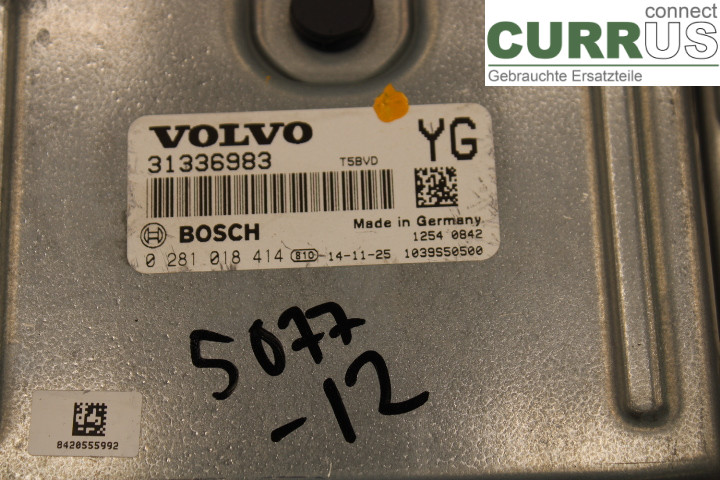 connect
CURRUS
Gebrauchte Ersatzteile
VOLVO
YG
31336983
T5BVD
Made in Germany
BOSCH
1254 0842
0 281 018 414 B10-14-11-25 1039S50500
5077
-12
8420555992